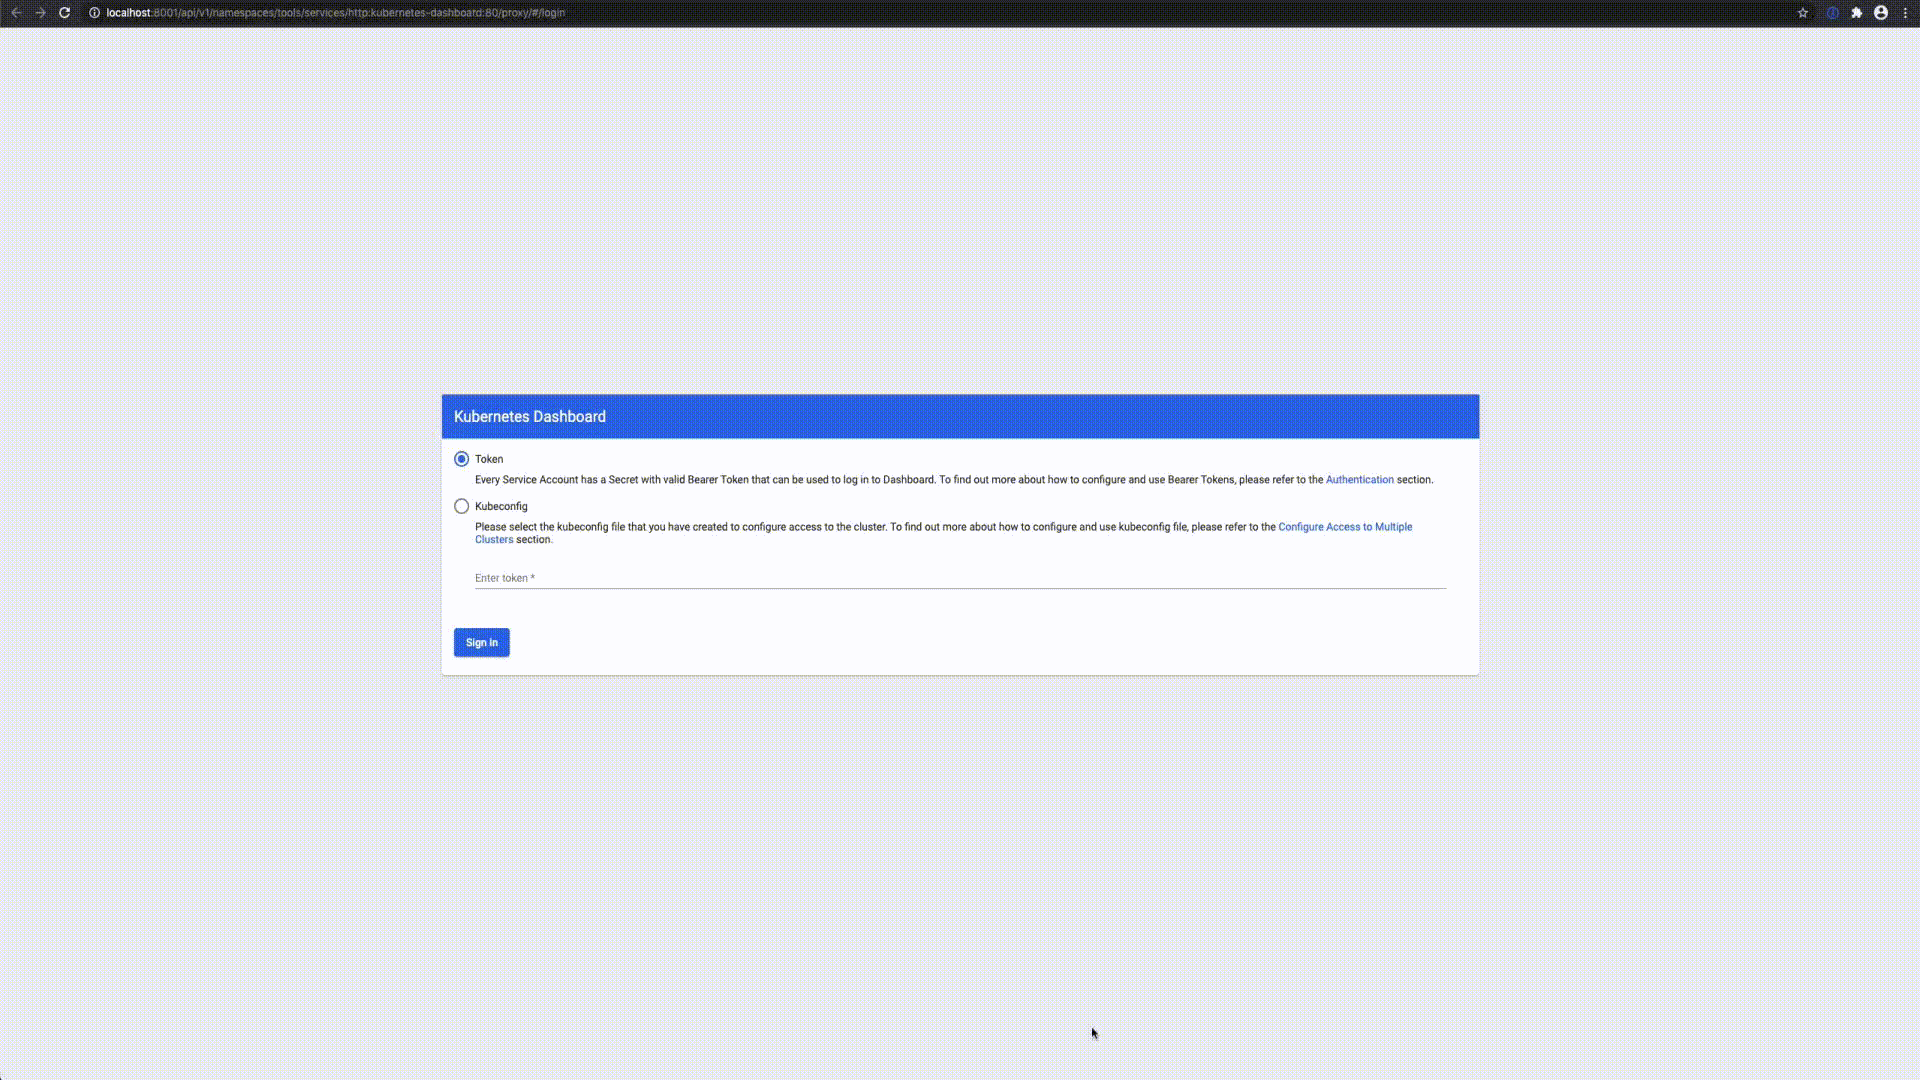 localhost:8001/api/v1/namespaces/tools/services/http:kubernetes-dashboard:80/proxy/#/login
Kubernetes Dashboard
Token
Every Service Account has a Secret with valid Bearer Token that can be used to log in to Dashboard. To find out more about how to configure and use Bearer Tokens, please refer to the Authentication section.
Kubeconfig
Please select the kubeconfig file that you have created to configure access to the cluster. To find out more about how to configure and use kubeconfig file, please refer to the Configure Access to Multiple
Clusters section.
Enter token *
Sign in